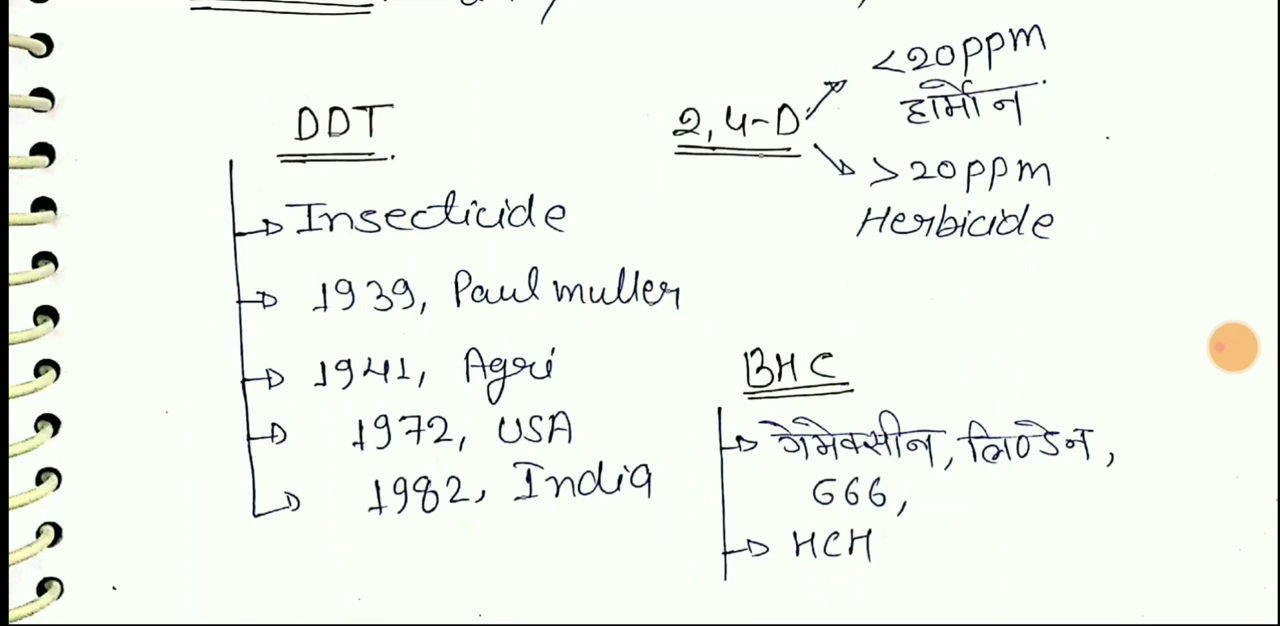 DDT
Insecticide
1939, Paul muller
1941, Agri
1972, USA
1982, India
2,4-D
<20ppm
हार्मोन
>20ppm
Herbicide
BHC
गेमेक्सीन, लिण्डेन,
666,
HCH